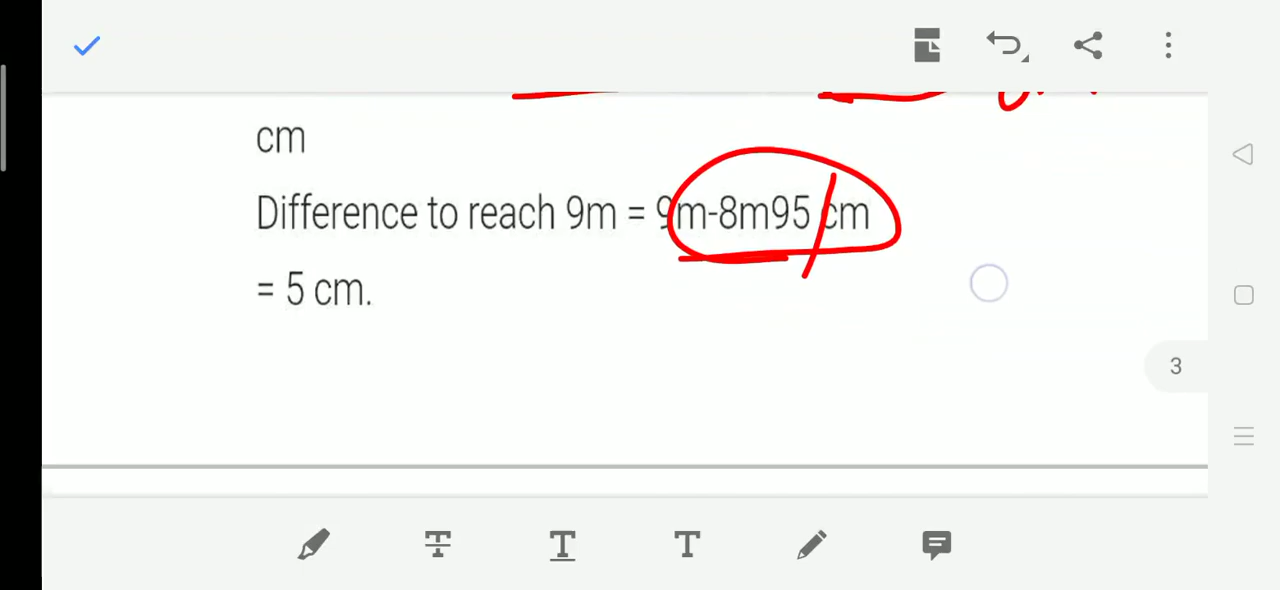 cm
Difference to reach 9m = 9m-8m95 cm
= 5 cm.
3